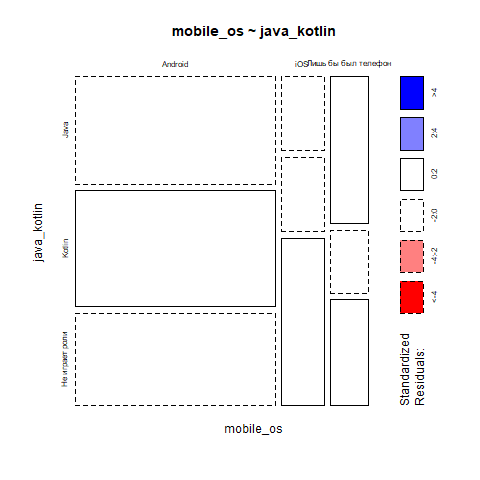 mobile_os ~ java_kotlin
Android
iOS
Лишь бы был телефон
Java
Kotlin
Не играет роли
java_kotlin
mobile_os
Standardized
Residuals:
<-4
-4:-2
-2:0
0:2
2:4
>4